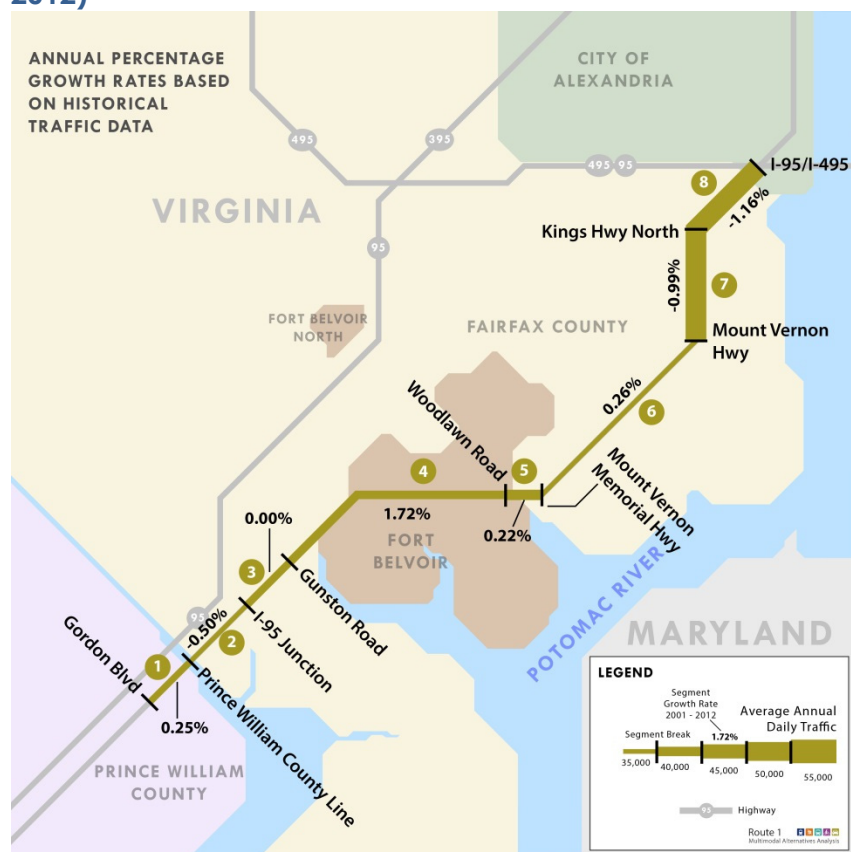 2012)
ANNUAL PERCENTAGE
GROWTH RATES BASED
ON HISTORICAL
TRAFFIC DATA
CITY OF
ALEXANDRIA
495
395
495
95
I-95/I-495
8
-1.16%
VIRGINIA
Kings Hwy North
95
-0.99%
7
FORT BELVOIR
NORTH
FAIRFAX COUNTY
Mount Vernon
Hwy
Woodlawn Road
0.26%
6
4
5
Mount Vernon
Memorial Hwy
0.00%
1.72%
0.22%
FORT
BELVOIR
3
Gunston Road
POTOMAC RIVER
MARYLAND
95
-0.50%
2
I-95 Junction
Gordon Blvd
1
0.25%
Prince William County Line
PRINCE WILLIAM
COUNTY
LEGEND
Segment
Growth Rate
2001 - 2012
Average Annual
Daily Traffic
Segment Break
1.72%
35,000
40,000
45,000
50,000
55,000
95
Highway
Route 1
Multimodal Alternatives Analysis